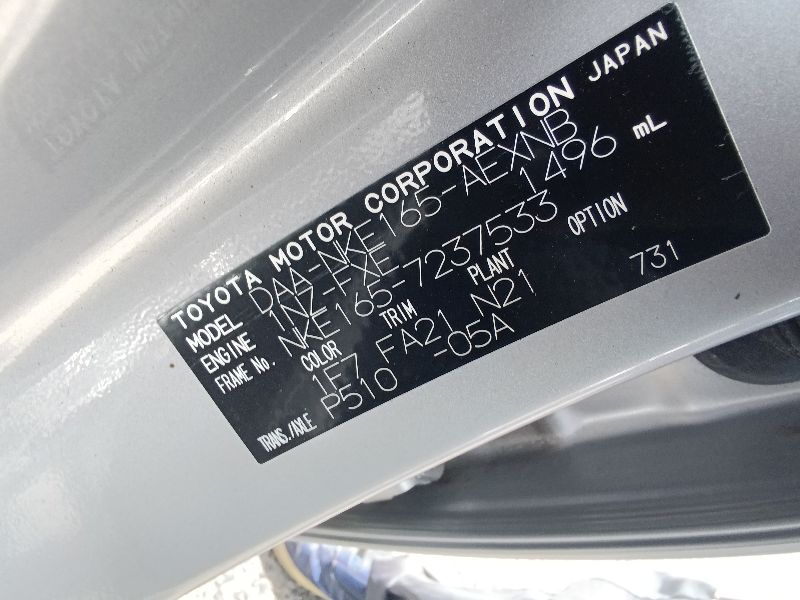 TOYOTA MOTOR CORPORATION JAPAN
MODEL DAA-NKE165-AEXNB
ENGINE 1NZ-FXE 1496 mL
FRAME No. NKE165-7237533
COLOR TRIM PLANT OPTION
1F7 FA21 N21
TRANS./AXLE P510 -05A 731